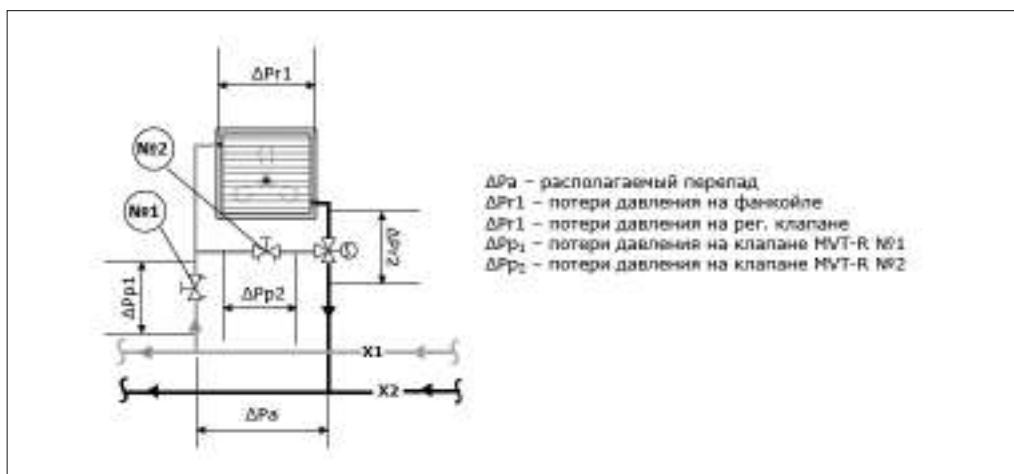 ΔPr1
№2
№1
ΔPr2
ΔPp1
ΔPp2
X1
X2
ΔPa
ΔPa – располагаемый перепад
ΔPr1 – потери давления на фанкойле
ΔPr1 – потери давления на рег. клапане
ΔPp₁ – потери давления на клапане MVT-R №1
ΔPp₂ – потери давления на клапане MVT-R №2